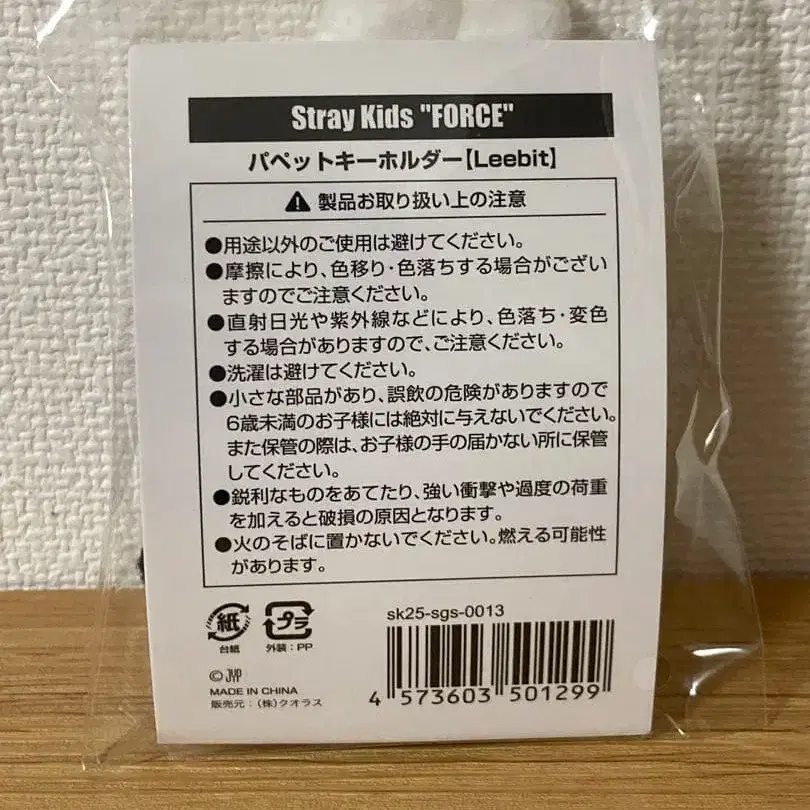 Stray Kids "FORCE"
パペットキーホルダー【Leebit】
製品お取り扱い上の注意
●用途以外のご使用は避けてください。
●摩擦により、色移り・色落ちする場合がござい
ますのでご注意ください。
●直射日光や紫外線などにより、色落ち・変色
する場合がありますので、ご注意ください。
●洗濯は避けてください。
●小さな部品があり、誤飲の危険がありますので
6歳未満のお子様には絶対に与えないでください。
また保管の際は、お子様の手の届かない所に保管
してください。
●鋭利なものをあてたり、強い衝撃や過度の荷重
を加えると破損の原因となります。
●火のそばに置かないでください。燃える可能性
があります。
紙
台紙
プラ
外装：PP
sk25-sgs-0013
4 573603 501299
©JYP
MADE IN CHINA
販売元：（株）クオラス